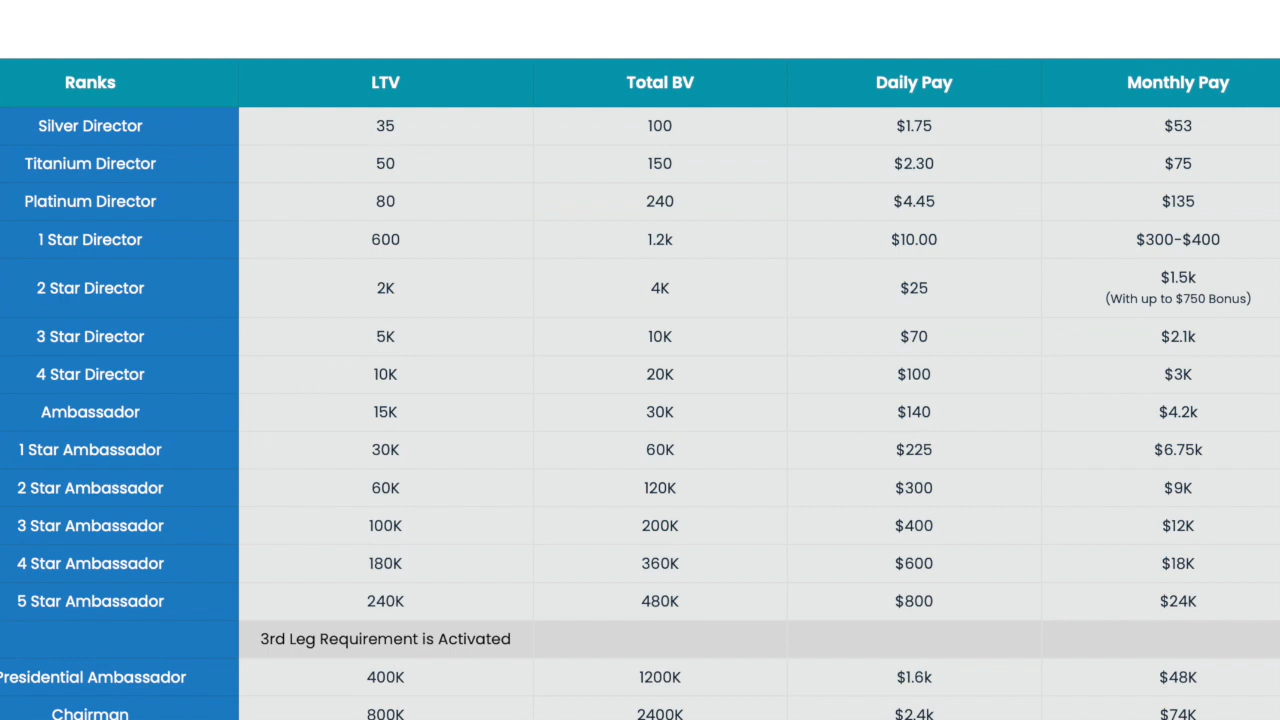 Ranks LTV Total BV Daily Pay Monthly Pay
Silver Director 35 100 $1.75 $53
Titanium Director 50 150 $2.30 $75
Platinum Director 80 240 $4.45 $135
1 Star Director 600 1.2k $10.00 $300-$400
2 Star Director 2K 4K $25 $1.5k
(With up to $750 Bonus)
3 Star Director 5K 10K $70 $2.1k
4 Star Director 10K 20K $100 $3K
Ambassador 15K 30K $140 $4.2k
1 Star Ambassador 30K 60K $225 $6.75k
2 Star Ambassador 60K 120K $300 $9K
3 Star Ambassador 100K 200K $400 $12K
4 Star Ambassador 180K 360K $600 $18K
5 Star Ambassador 240K 480K $800 $24K
3rd Leg Requirement is Activated
Presidential Ambassador 400K 1200K $1.6k $48K
Chairman 800K 2400K $2.4k $74K